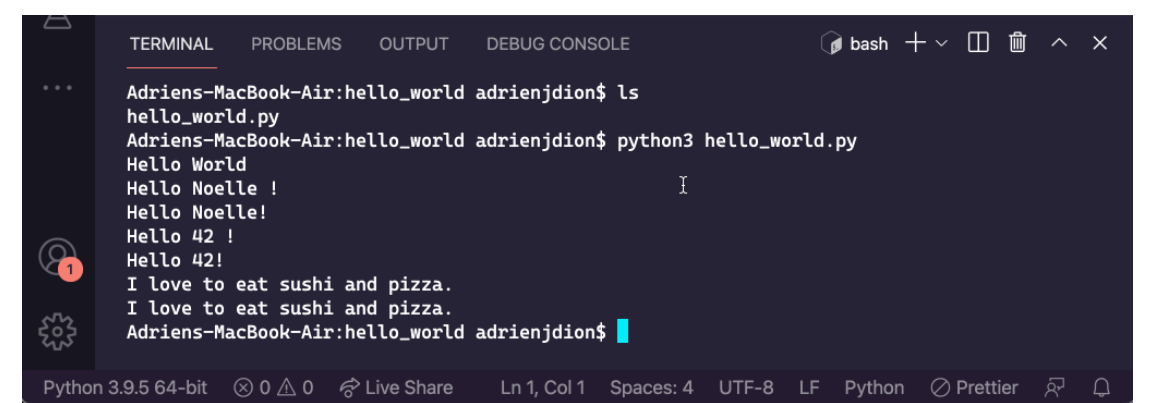 TERMINAL PROBLEMS OUTPUT DEBUG CONSOLE bash
Adriens-MacBook-Air:hello_world adrienjdion$ ls
hello_world.py
Adriens-MacBook-Air:hello_world adrienjdion$ python3 hello_world.py
Hello World
Hello Noelle !
Hello Noelle!
Hello 42 !
Hello 42!
I love to eat sushi and pizza.
I love to eat sushi and pizza.
Adriens-MacBook-Air:hello_world adrienjdion$
1
Python 3.9.5 64-bit 0 0 Live Share Ln 1, Col 1 Spaces: 4 UTF-8 LF Python Prettier